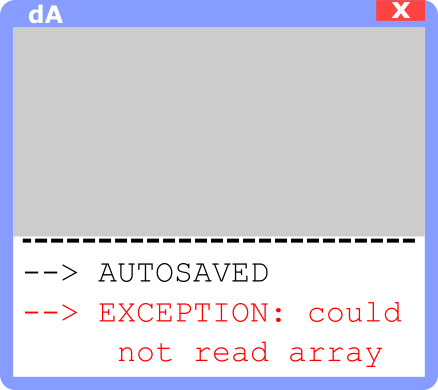 dA X
--> AUTOSAVED
--> EXCEPTION: could
not read array